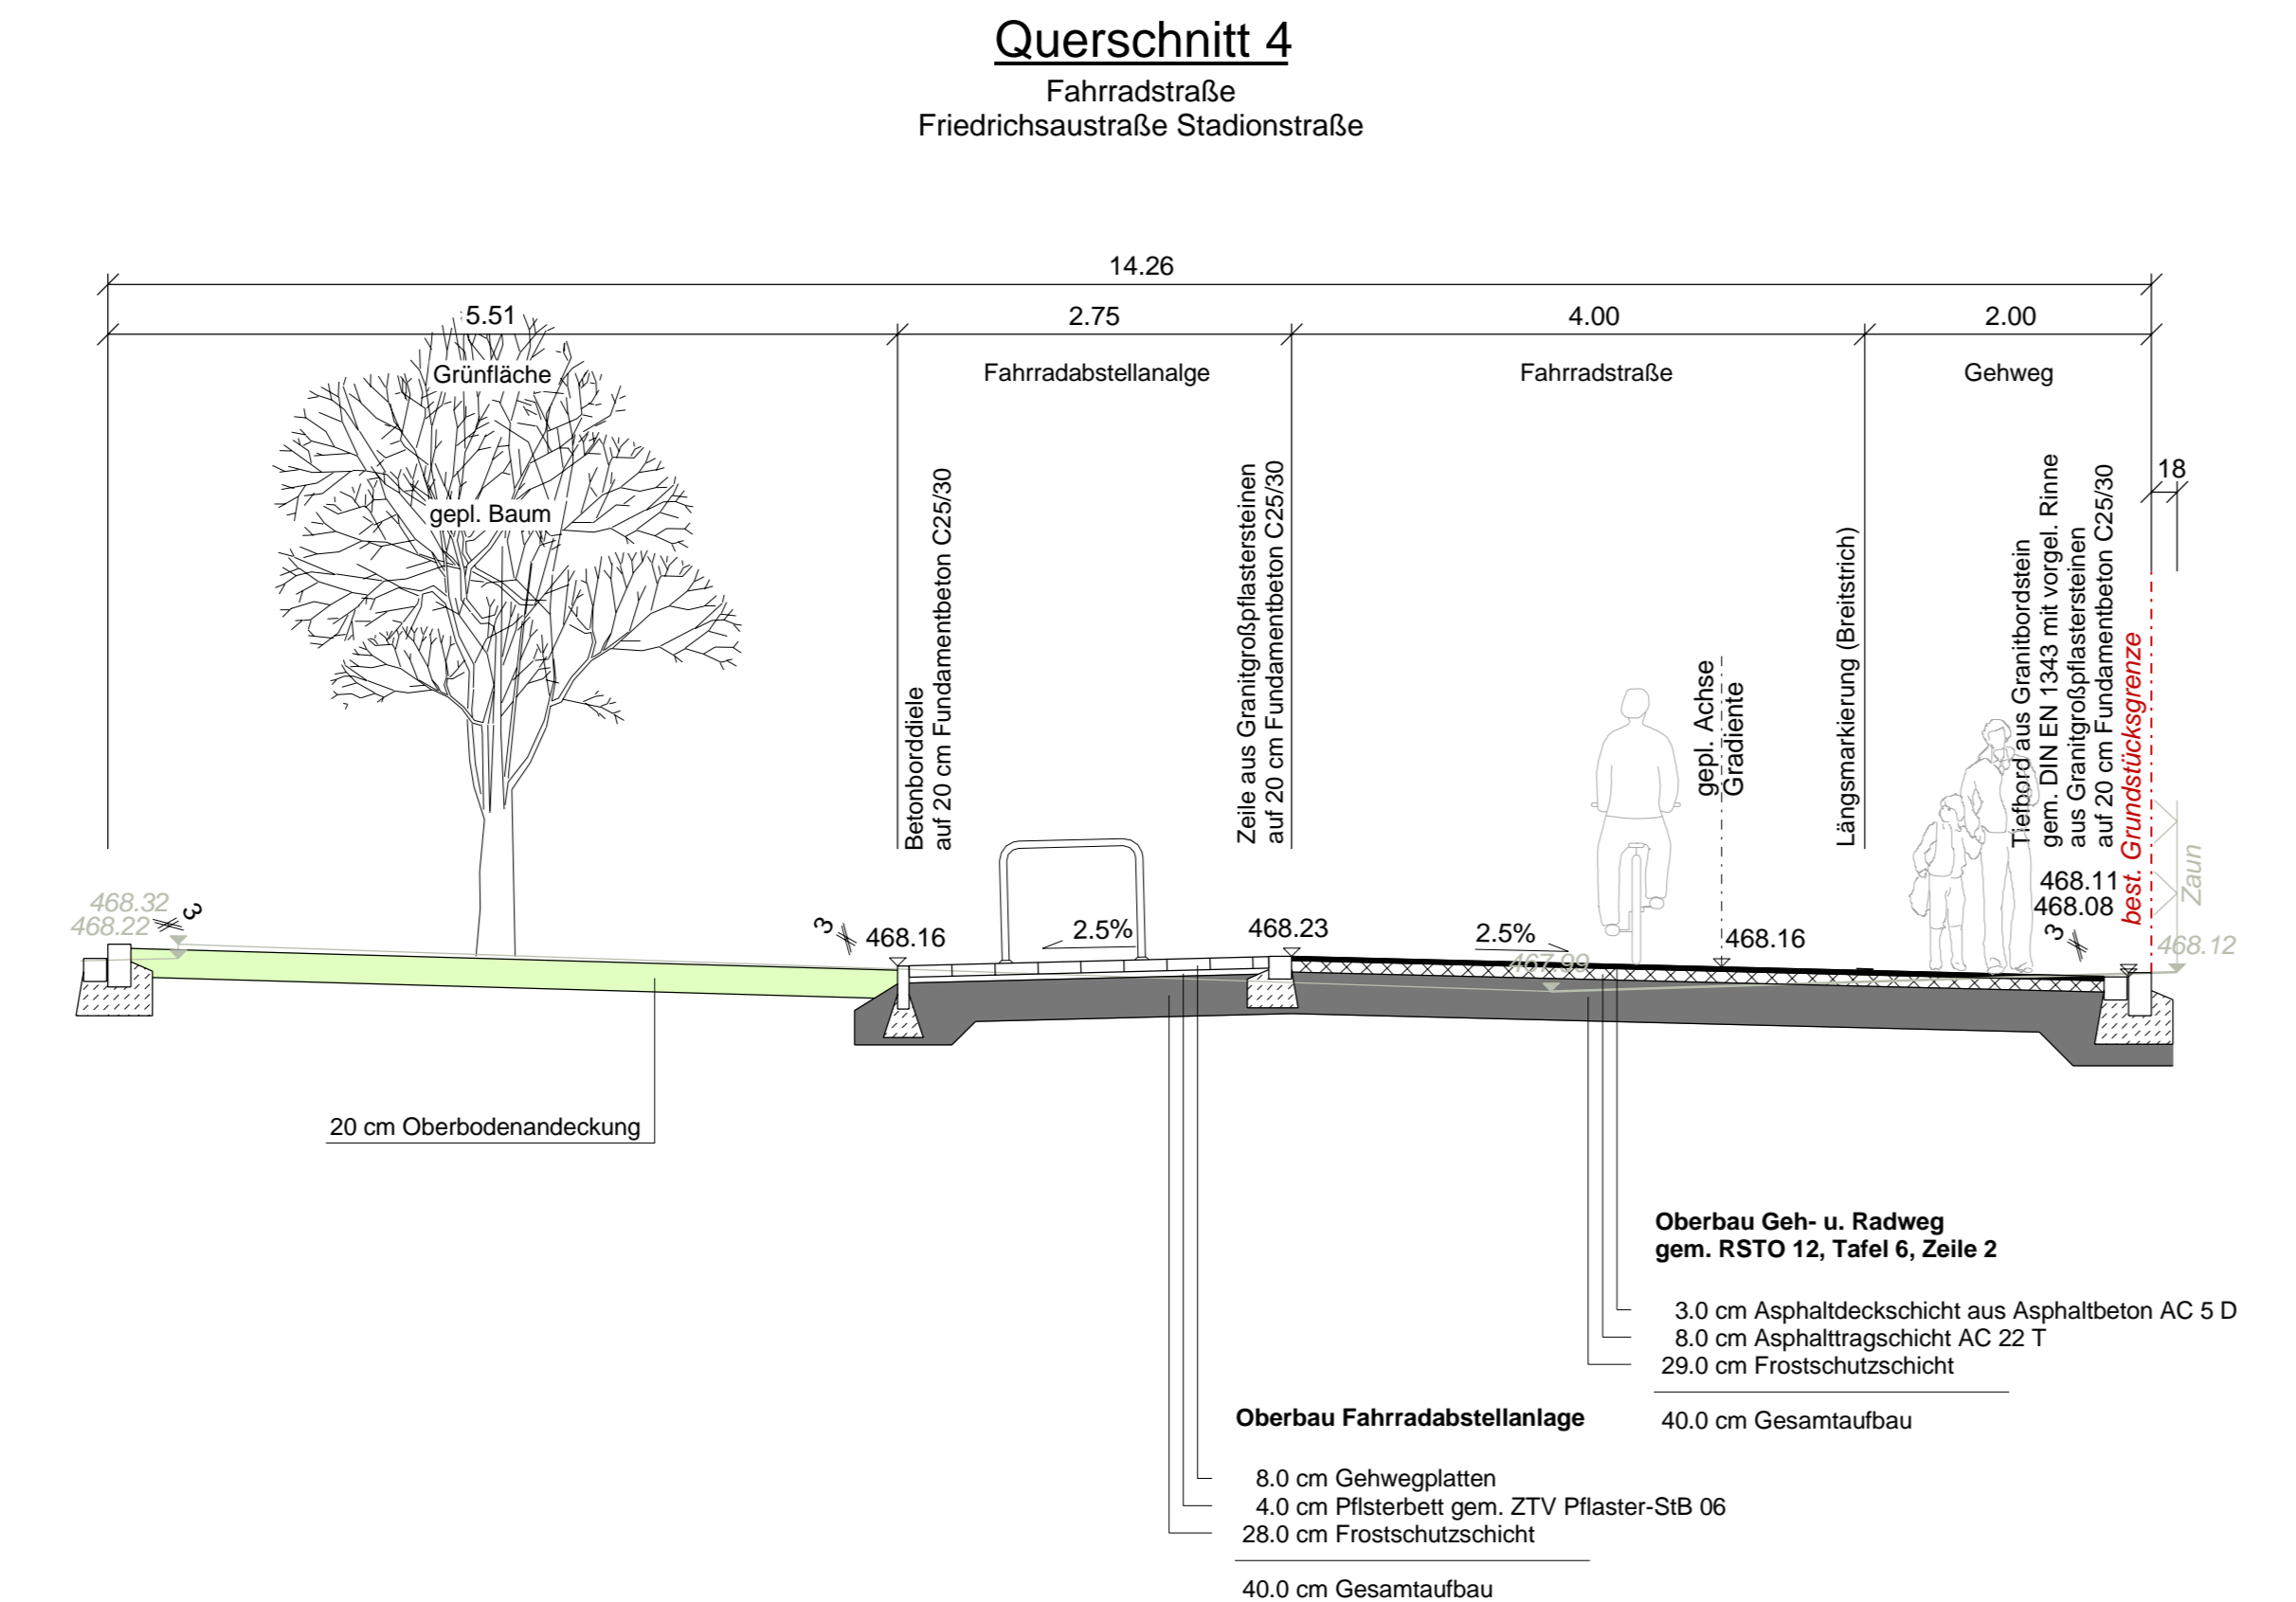 Querschnitt 4
Fahrradstraße
Friedrichsaustraße Stadionstraße
14.26
5.51
2.75
4.00
2.00
Grünfläche
Fahrradabstellanalge
Fahrradstraße
Gehweg
18
gepl. Baum
Betonborddiele
auf 20 cm Fundamentbeton C25/30
Zeile aus Granitgroßpflastersteinen
auf 20 cm Fundamentbeton C25/30
gepl. Achse
Gradiente
Längsmarkierung (Breitstrich)
Tiefbord aus Granitbordstein
gem. DIN EN 1343 mit vorgel. Rinne
aus Granitgroßpflastersteinen
auf 20 cm Fundamentbeton C25/30
best. Grundstücksgrenze
Zaun
468.32
468.22
3
3
468.16
2.5%
468.23
2.5%
467.99
468.16
468.11
468.08
3
468.12
20 cm Oberbodenandeckung
Oberbau Geh- u. Radweg
gem. RSTO 12, Tafel 6, Zeile 2
3.0 cm Asphaltdeckschicht aus Asphaltbeton AC 5 D
8.0 cm Asphalttragschicht AC 22 T
29.0 cm Frostschutzschicht
40.0 cm Gesamtaufbau
Oberbau Fahrradabstellanlage
8.0 cm Gehwegplatten
4.0 cm Pflsterbett gem. ZTV Pflaster-StB 06
28.0 cm Frostschutzschicht
40.0 cm Gesamtaufbau